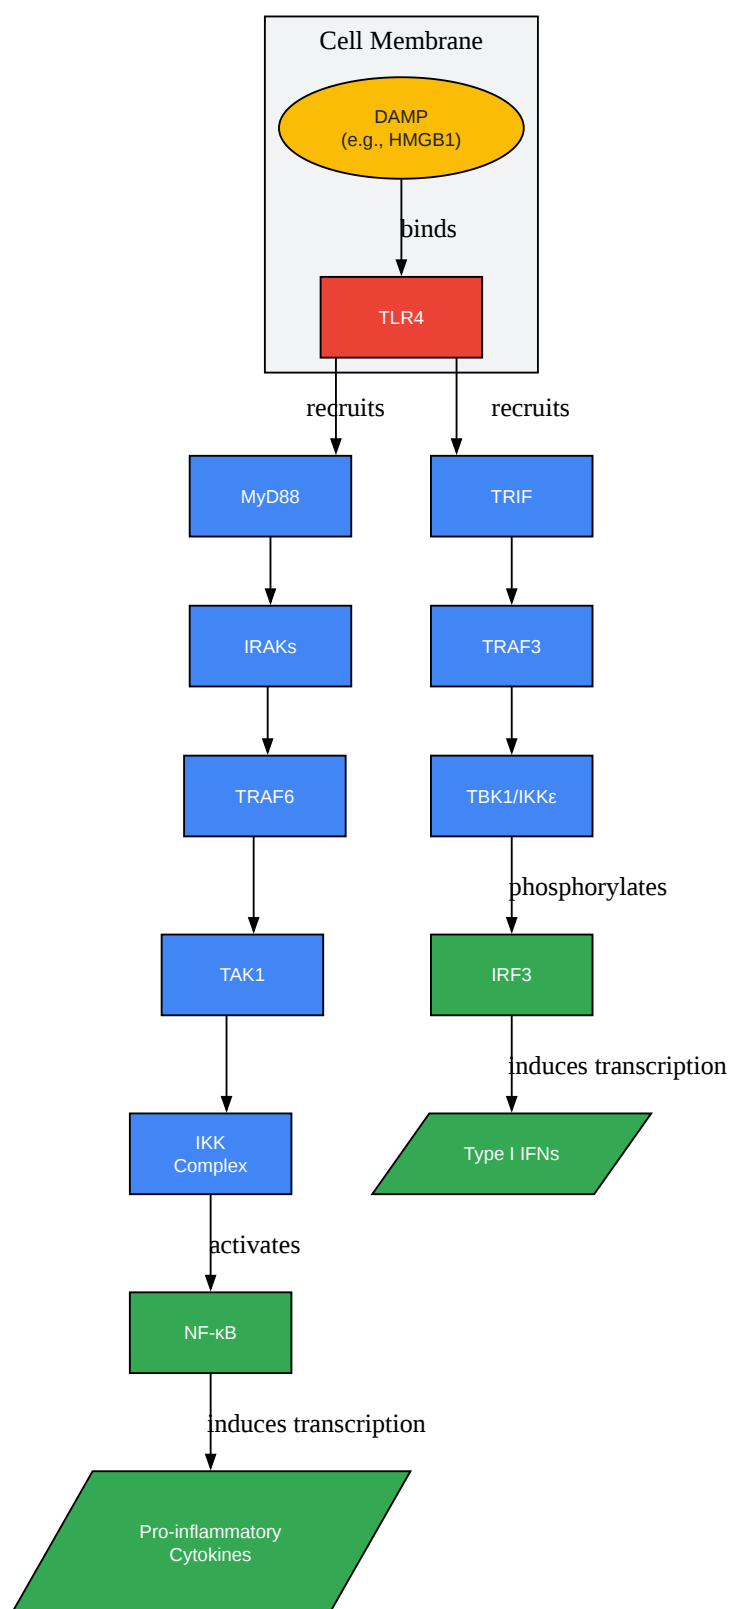 Cell Membrane
DAMP
(e.g., HMGB1)
binds
TLR4
recruits
recruits
MyD88
TRIF
IRAKs
TRAF3
TRAF6
TBK1/IKKε
phosphorylates
TAK1
IRF3
induces transcription
IKK
Complex
Type I IFNs
activates
NF-κB
induces transcription
Pro-inflammatory
Cytokines